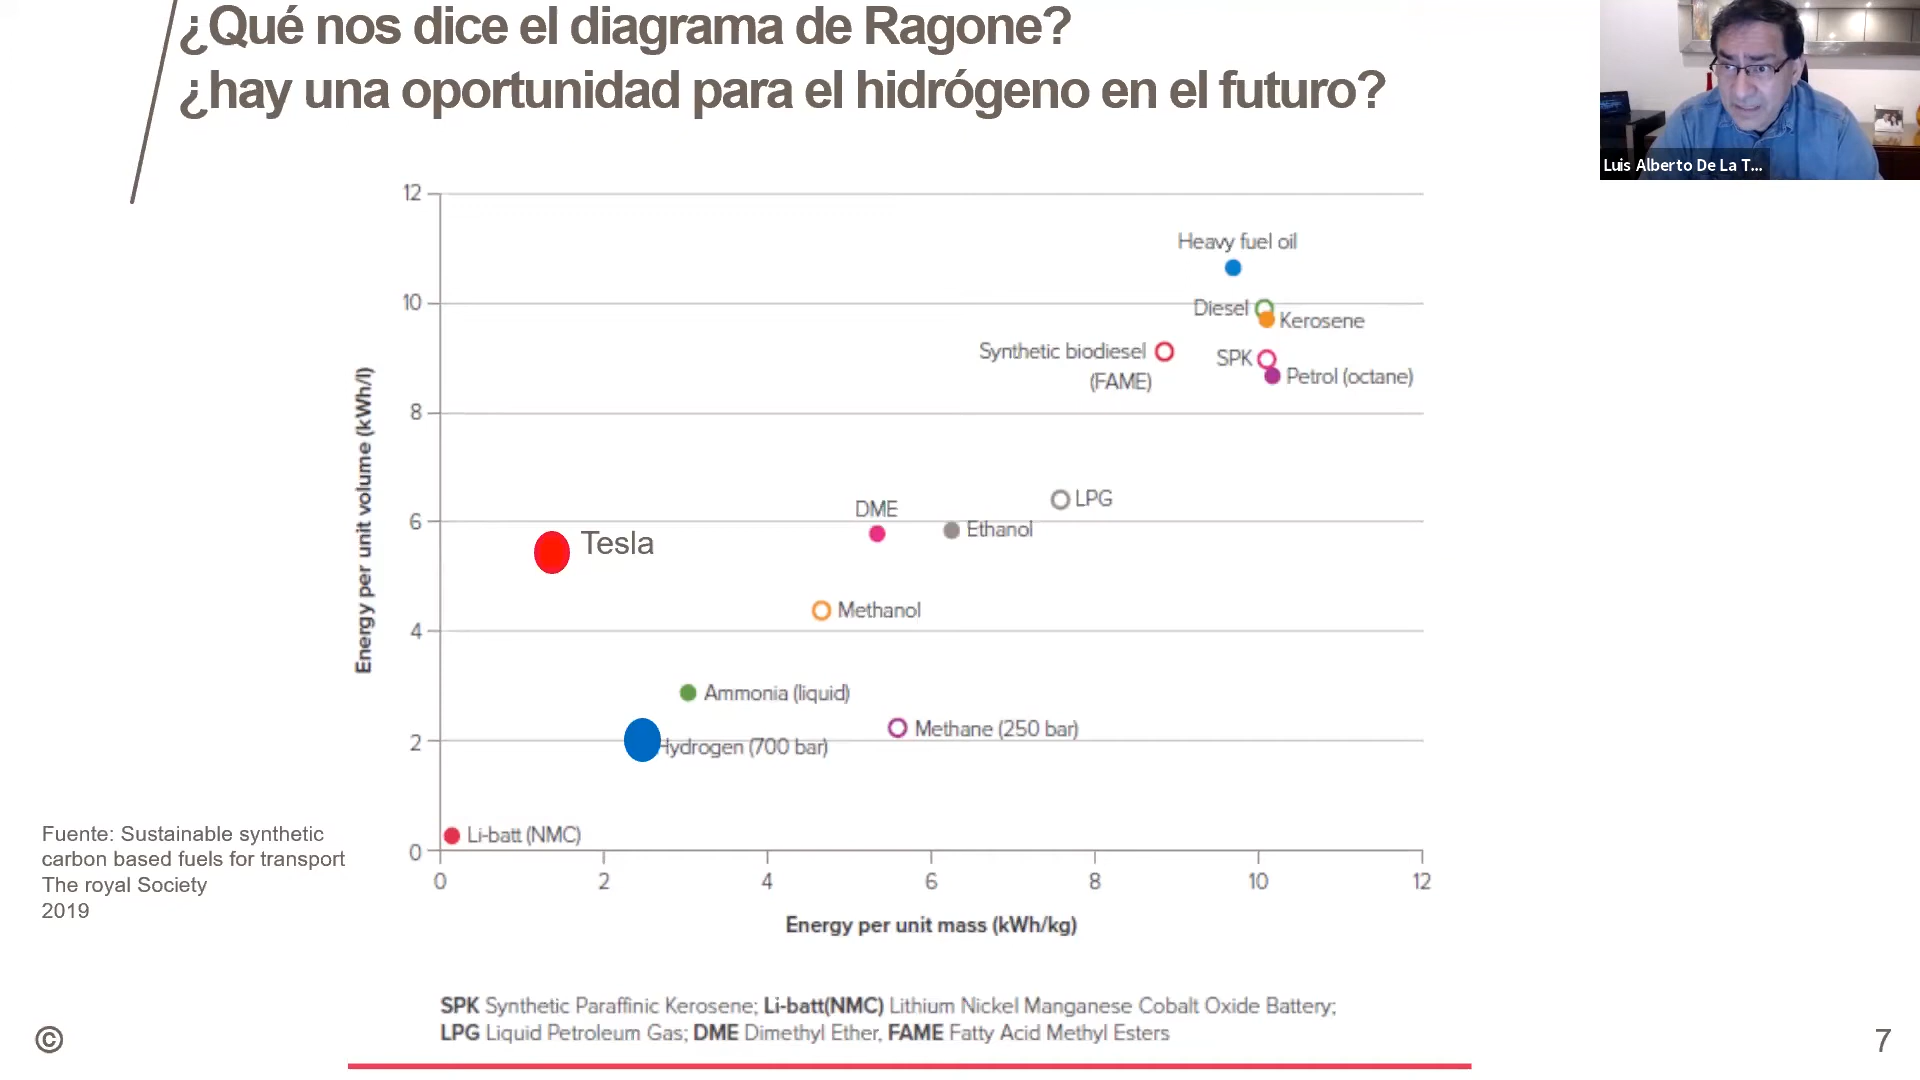 ¿Qué nos dice el diagrama de Ragone?
¿hay una oportunidad para el hidrógeno en el futuro?
Luis Alberto De La T...
12
10
8
6
4
2
0
Energy per unit volume (kWh/l)
Heavy fuel oil
Diesel
Kerosene
Synthetic biodiesel
(FAME)
SPK
Petrol (octane)
LPG
DME
Ethanol
Tesla
Methanol
Ammonia (liquid)
Methane (250 bar)
Hydrogen (700 bar)
Li-batt (NMC)
0 2 4 6 8 10 12
Energy per unit mass (kWh/kg)
Fuente: Sustainable synthetic
carbon based fuels for transport
The royal Society
2019
SPK Synthetic Paraffinic Kerosene; Li-batt(NMC) Lithium Nickel Manganese Cobalt Oxide Battery;
LPG Liquid Petroleum Gas; DME Dimethyl Ether, FAME Fatty Acid Methyl Esters
©
7